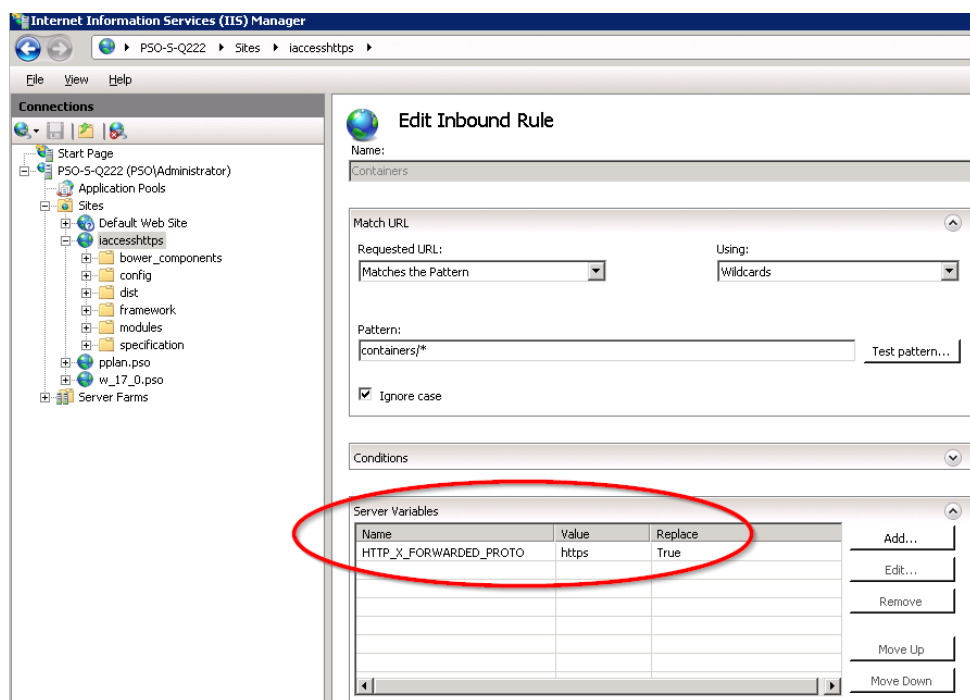 Internet Information Services (IIS) Manager
PSO-S-Q222 Sites iaccesshttps
File View Help
Connections
Start Page
PSO-S-Q222 (PSO\Administrator)
Application Pools
Sites
Default Web Site
iaccesshttps
bower_components
config
dist
framework
modules
specification
pplan.pso
w_17_0.pso
Server Farms
Edit Inbound Rule
Name:
Containers
Match URL
Requested URL: Using:
Matches the Pattern Wildcards
Pattern:
containers/* Test pattern...
Ignore case
Conditions
Server Variables
Name Value Replace
HTTP_X_FORWARDED_PROTO https True
Add...
Edit...
Remove
Move Up
Move Down